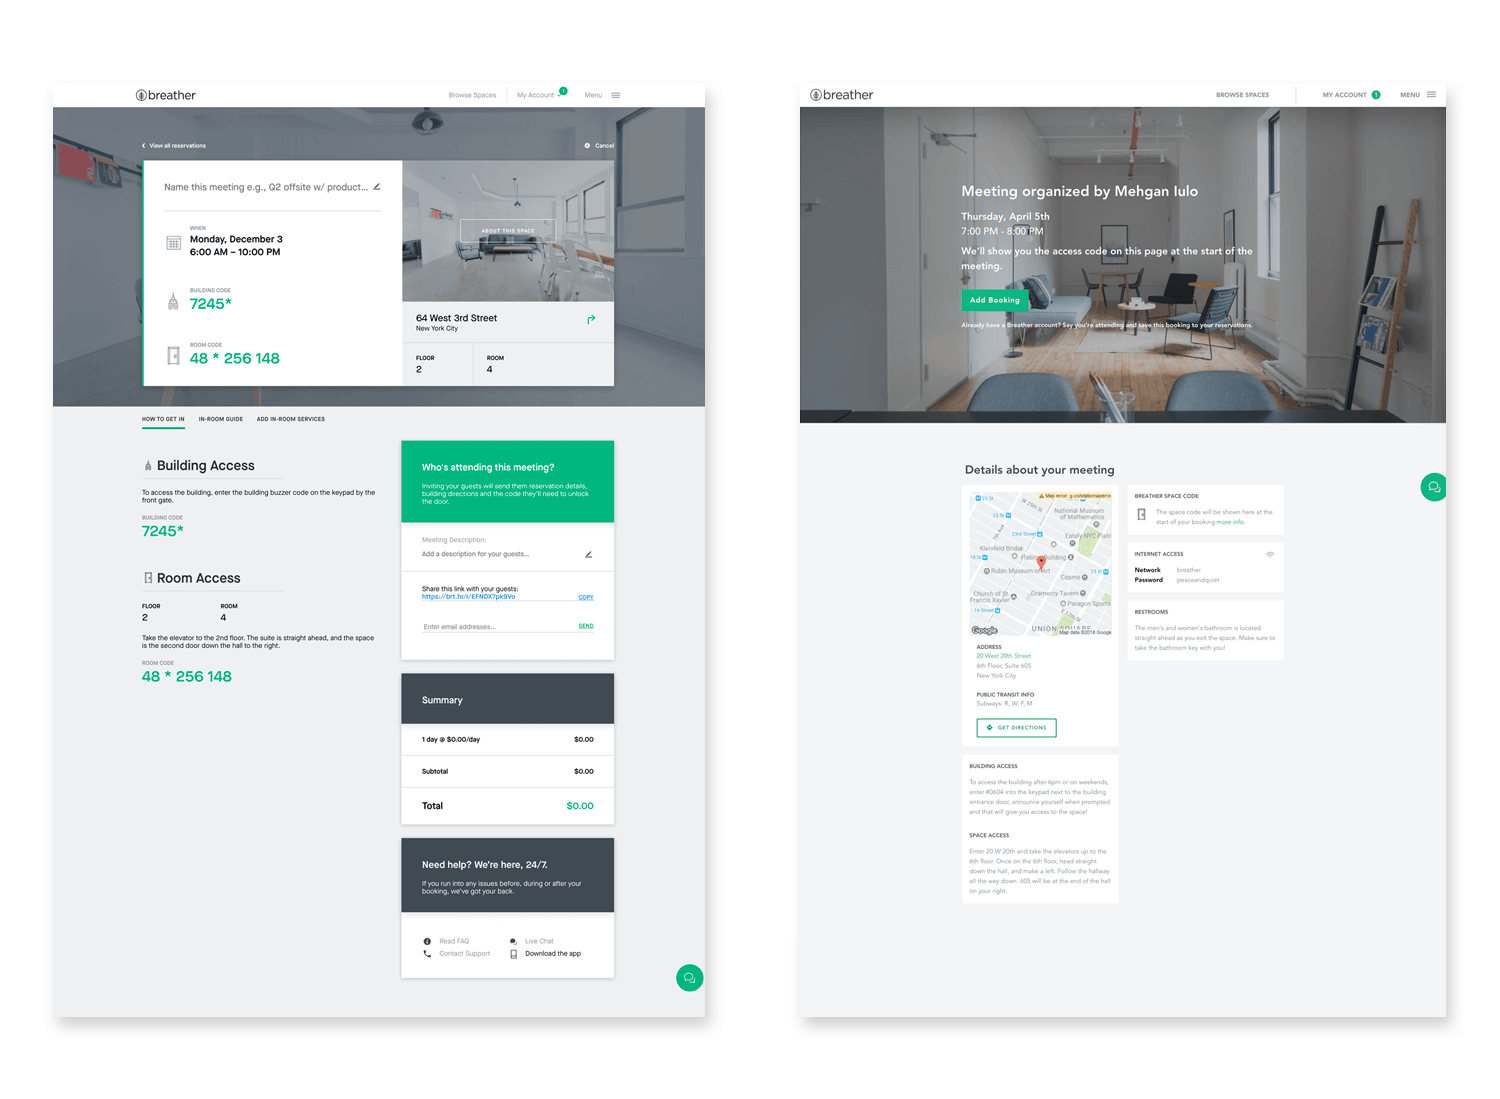 breather
Browse Spaces
My Account
1
Menu
View all reservations
Cancel
Name this meeting e.g., Q2 offsite w/ product...
WHEN
Monday, December 3
6:00 AM – 10:00 PM
BUILDING CODE
7245*
ROOM CODE
48 * 256 148
ABOUT THIS SPACE
64 West 3rd Street
New York City
FLOOR
2
ROOM
4
HOW TO GET IN
IN-ROOM GUIDE
ADD IN-ROOM SERVICES
Building Access
To access the building, enter the building buzzer code on the keypad by the
front gate.
BUILDING CODE
7245*
Room Access
FLOOR
2
ROOM
4
Take the elevator to the 2nd floor. The suite is straight ahead, and the space
is the second door down the hall to the right.
ROOM CODE
48 * 256 148
Who's attending this meeting?
Inviting your guests will send them reservation details,
building directions and the code they'll need to unlock
the door.
Meeting Description:
Add a description for your guests...
Share this link with your guests:
https://brt.hr/r/EFNDX7pk9Vo
COPY
Enter email addresses...
SEND
Summary
1 day @ $0.00/day
$0.00
Subtotal
$0.00
Total
$0.00
Need help? We're here, 24/7.
If you run into any issues before, during or after your
booking, we've got your back.
Read FAQ
Live Chat
Contact Support
Download the app
breather
BROWSE SPACES
MY ACCOUNT
1
MENU
Meeting organized by Mehgan Iulo
Thursday, April 5th
7:00 PM - 8:00 PM
We'll show you the access code on this page at the start of the
meeting.
Add Booking
Already have a Breather account? Say you're attending and save this booking to your reservations.
Details about your meeting
Map error: g.co/staticmaperro
23 St
W 25th St
National Museum
of Mathematics
23 St
7th Ave
23rd Street
Eataly NYC Flatiro
Kleinfeld Bridal
18 St
Flatiron Building
Rubin Museum of Art
23 St
Cosme
Church of St.
Francis Xavier
Gramercy Tavern
14 Street
Paragon Sports
UNION SQUARE
Google
Map data ©2018 Google
ADDRESS
20 West 20th Street
6th Floor, Suite 605
New York City
PUBLIC TRANSIT INFO
Subways: R, W, F, M
GET DIRECTIONS
BUILDING ACCESS
To access the building after 6pm or on weekends,
enter #0604 into the keypad next to the building
entrance door, announce yourself when prompted
and that will give you access to the space!
SPACE ACCESS
Enter 20 W 20th and take the elevators up to the
6th floor. Once on the 6th floor, head straight
down the hall, and make a left. Follow the hallway
all the way down. 605 will be at the end of the hall
on your right.
BREATHER SPACE CODE
The space code will be shown here at the
start of your booking.more info.
INTERNET ACCESS
Network breather
Password peaceandquiet
RESTROOMS
The men's and women's bathroom is located
straight ahead as you exit the space. Make sure to
take the bathroom key with you!